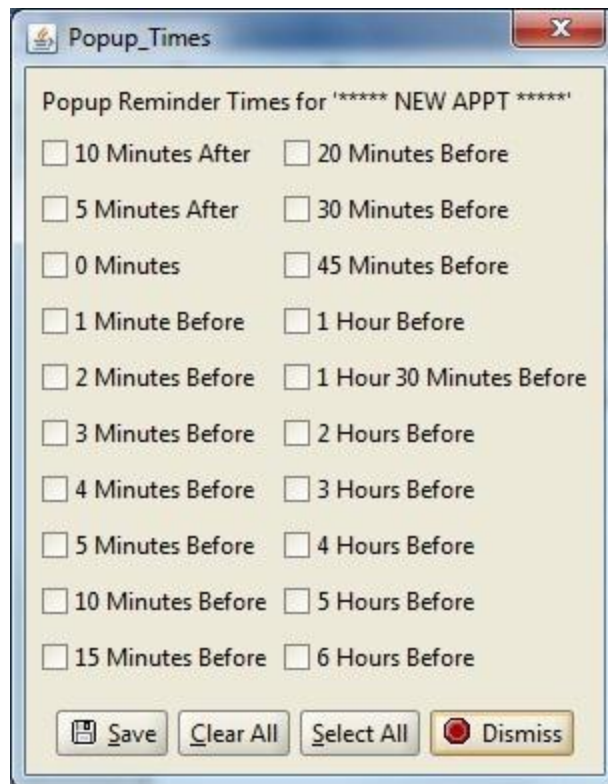 Popup_Times
Popup Reminder Times for '***** NEW APPT *****'
10 Minutes After
5 Minutes After
0 Minutes
1 Minute Before
2 Minutes Before
3 Minutes Before
4 Minutes Before
5 Minutes Before
10 Minutes Before
15 Minutes Before
20 Minutes Before
30 Minutes Before
45 Minutes Before
1 Hour Before
1 Hour 30 Minutes Before
2 Hours Before
3 Hours Before
4 Hours Before
5 Hours Before
6 Hours Before
Save Clear All Select All Dismiss